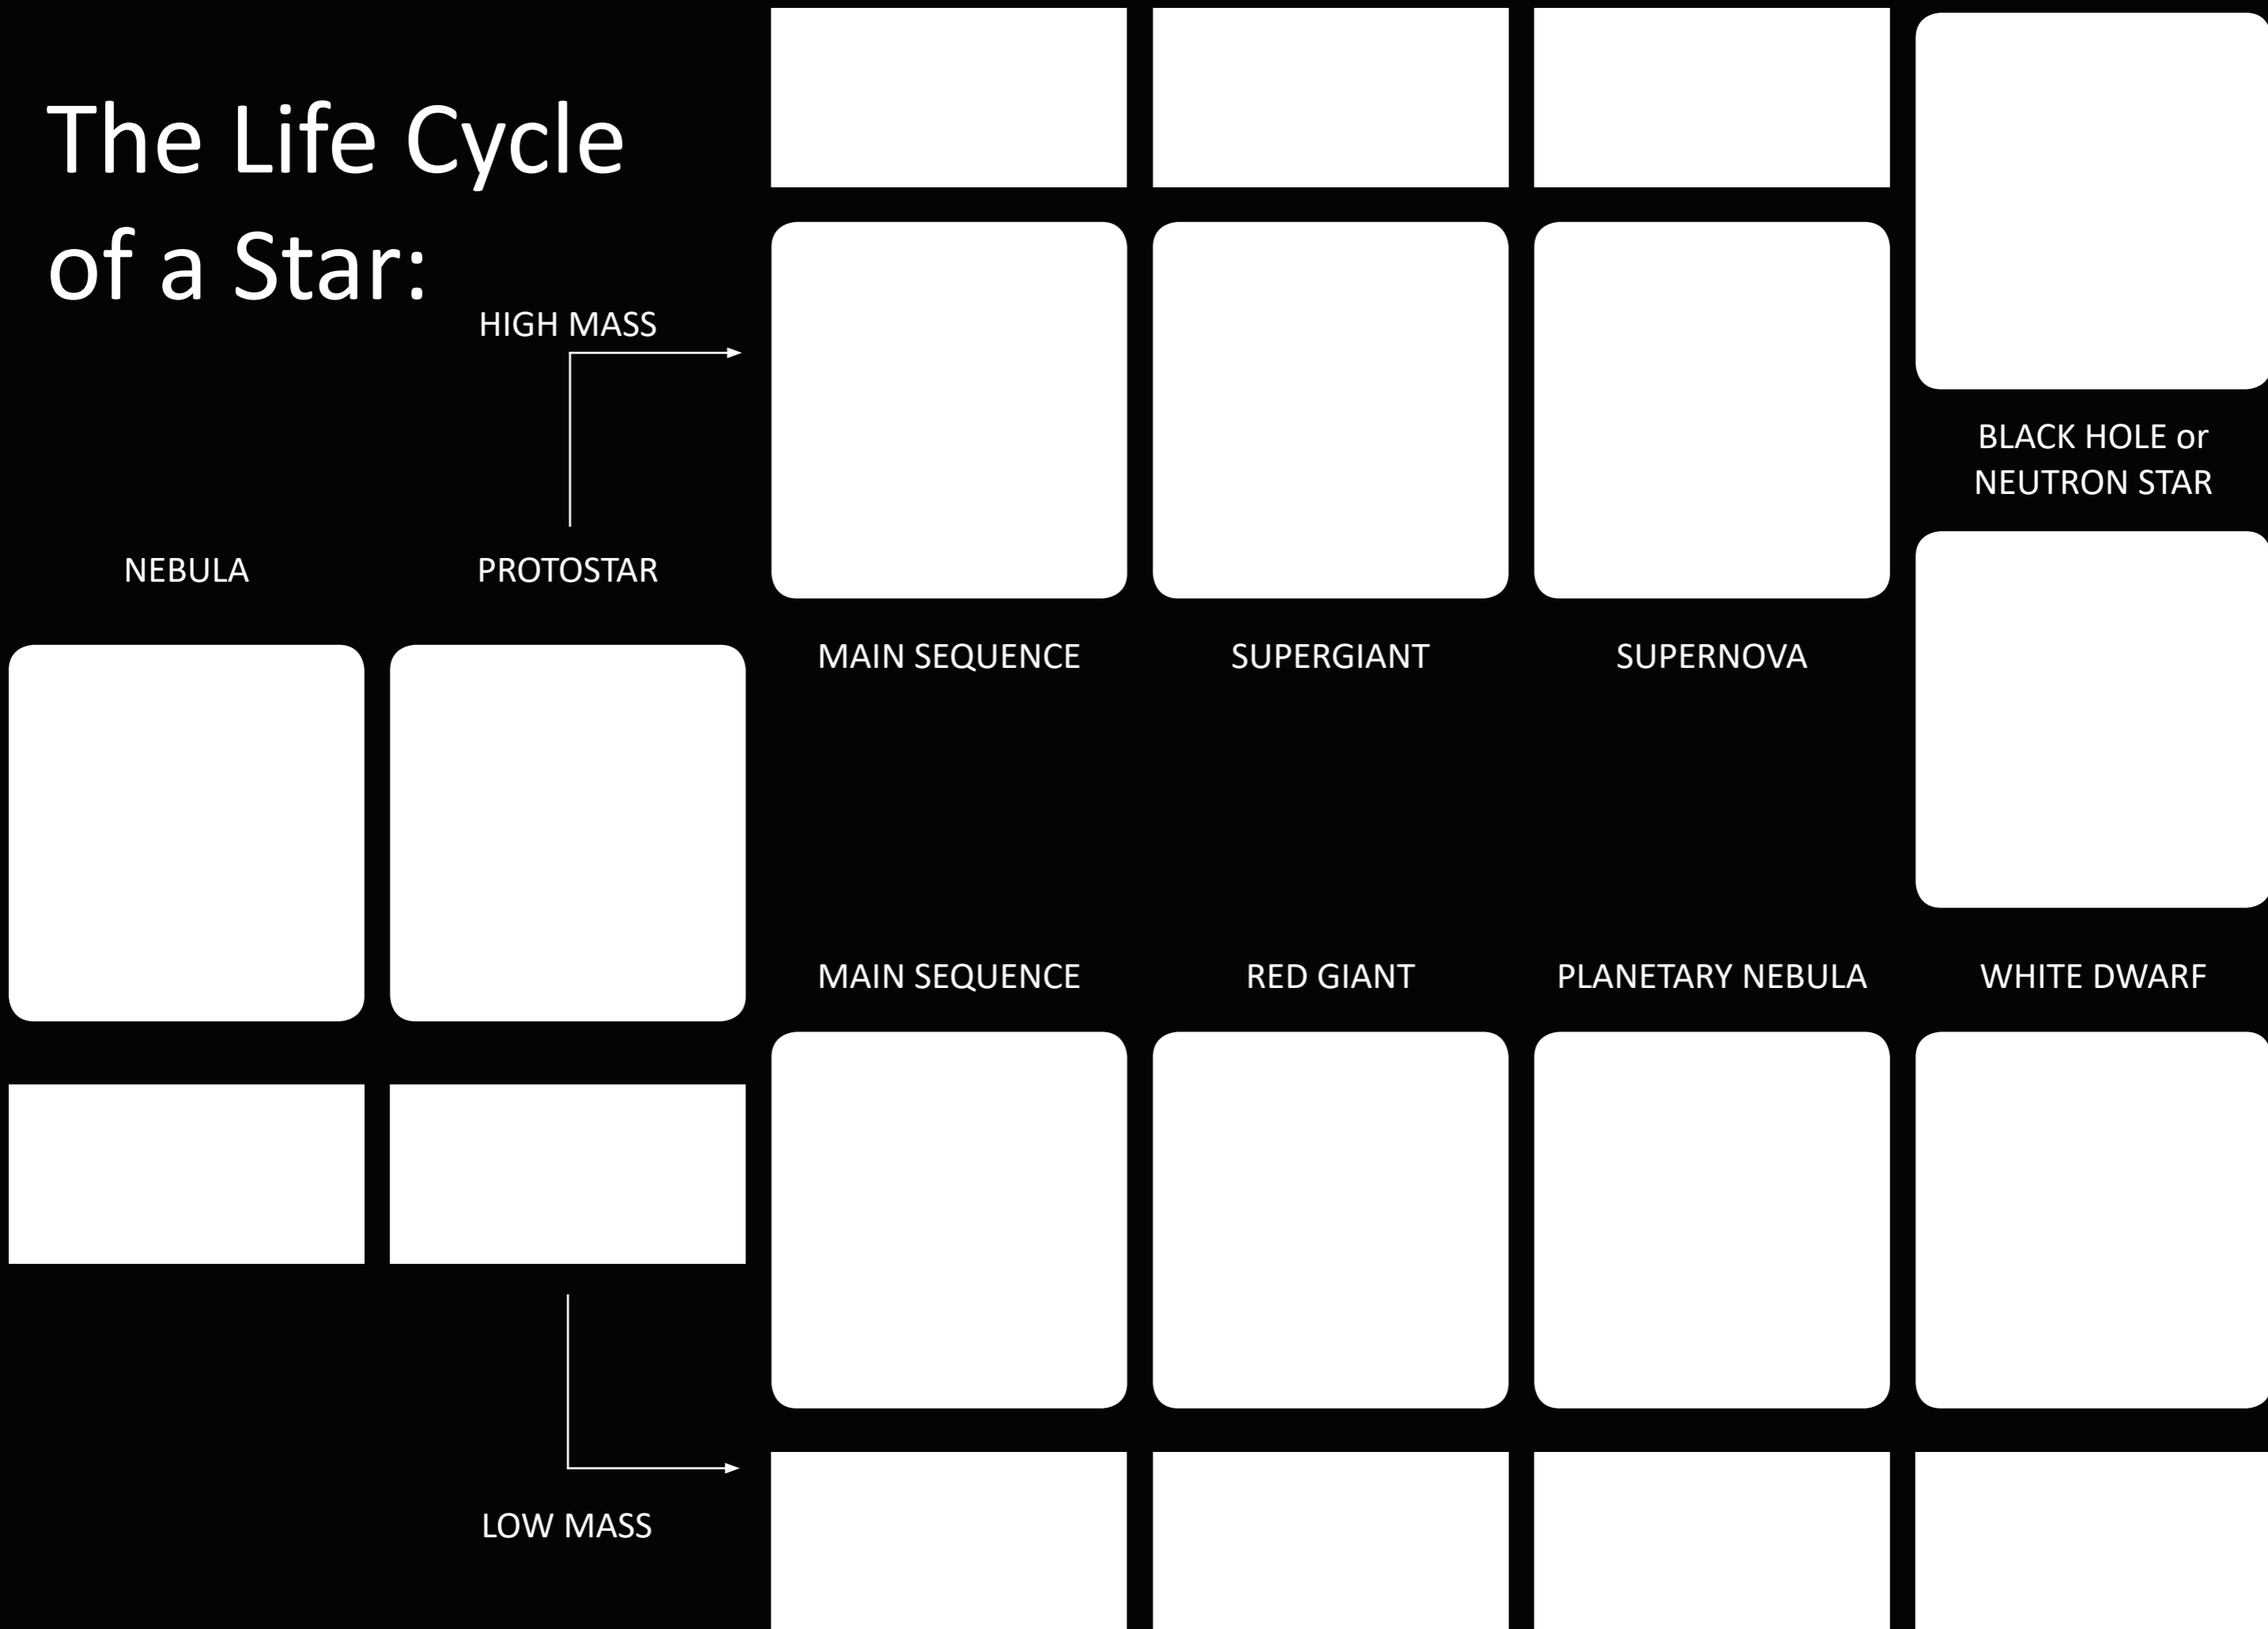 The Life Cycle
of a Star:
HIGH MASS
BLACK HOLE or
NEUTRON STAR
NEBULA
PROTOSTAR
MAIN SEQUENCE
SUPERGIANT
SUPERNOVA
MAIN SEQUENCE
RED GIANT
PLANETARY NEBULA
WHITE DWARF
LOW MASS